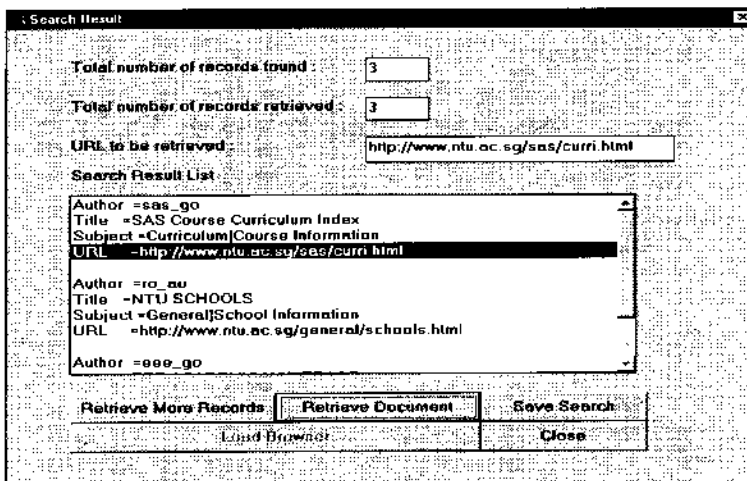 Search Result
Total number of records found :
3
Total number of records retrieved :
3
URL to be retrieved :
http://www.ntu.ac.sg/sas/curri.html
Search Result List
Author =sas_go
Title =SAS Course Curriculum Index
Subject =Curriculum|Course Information
URL =http://www.ntu.ac.sg/sas/curri.html
Author =ro_au
Title =NTU SCHOOLS
Subject =General|School Information
URL =http://www.ntu.ac.sg/general/schools.html
Author =eee_go
Retrieve More Records
Retrieve Document
Save Search
Load Browser
Close